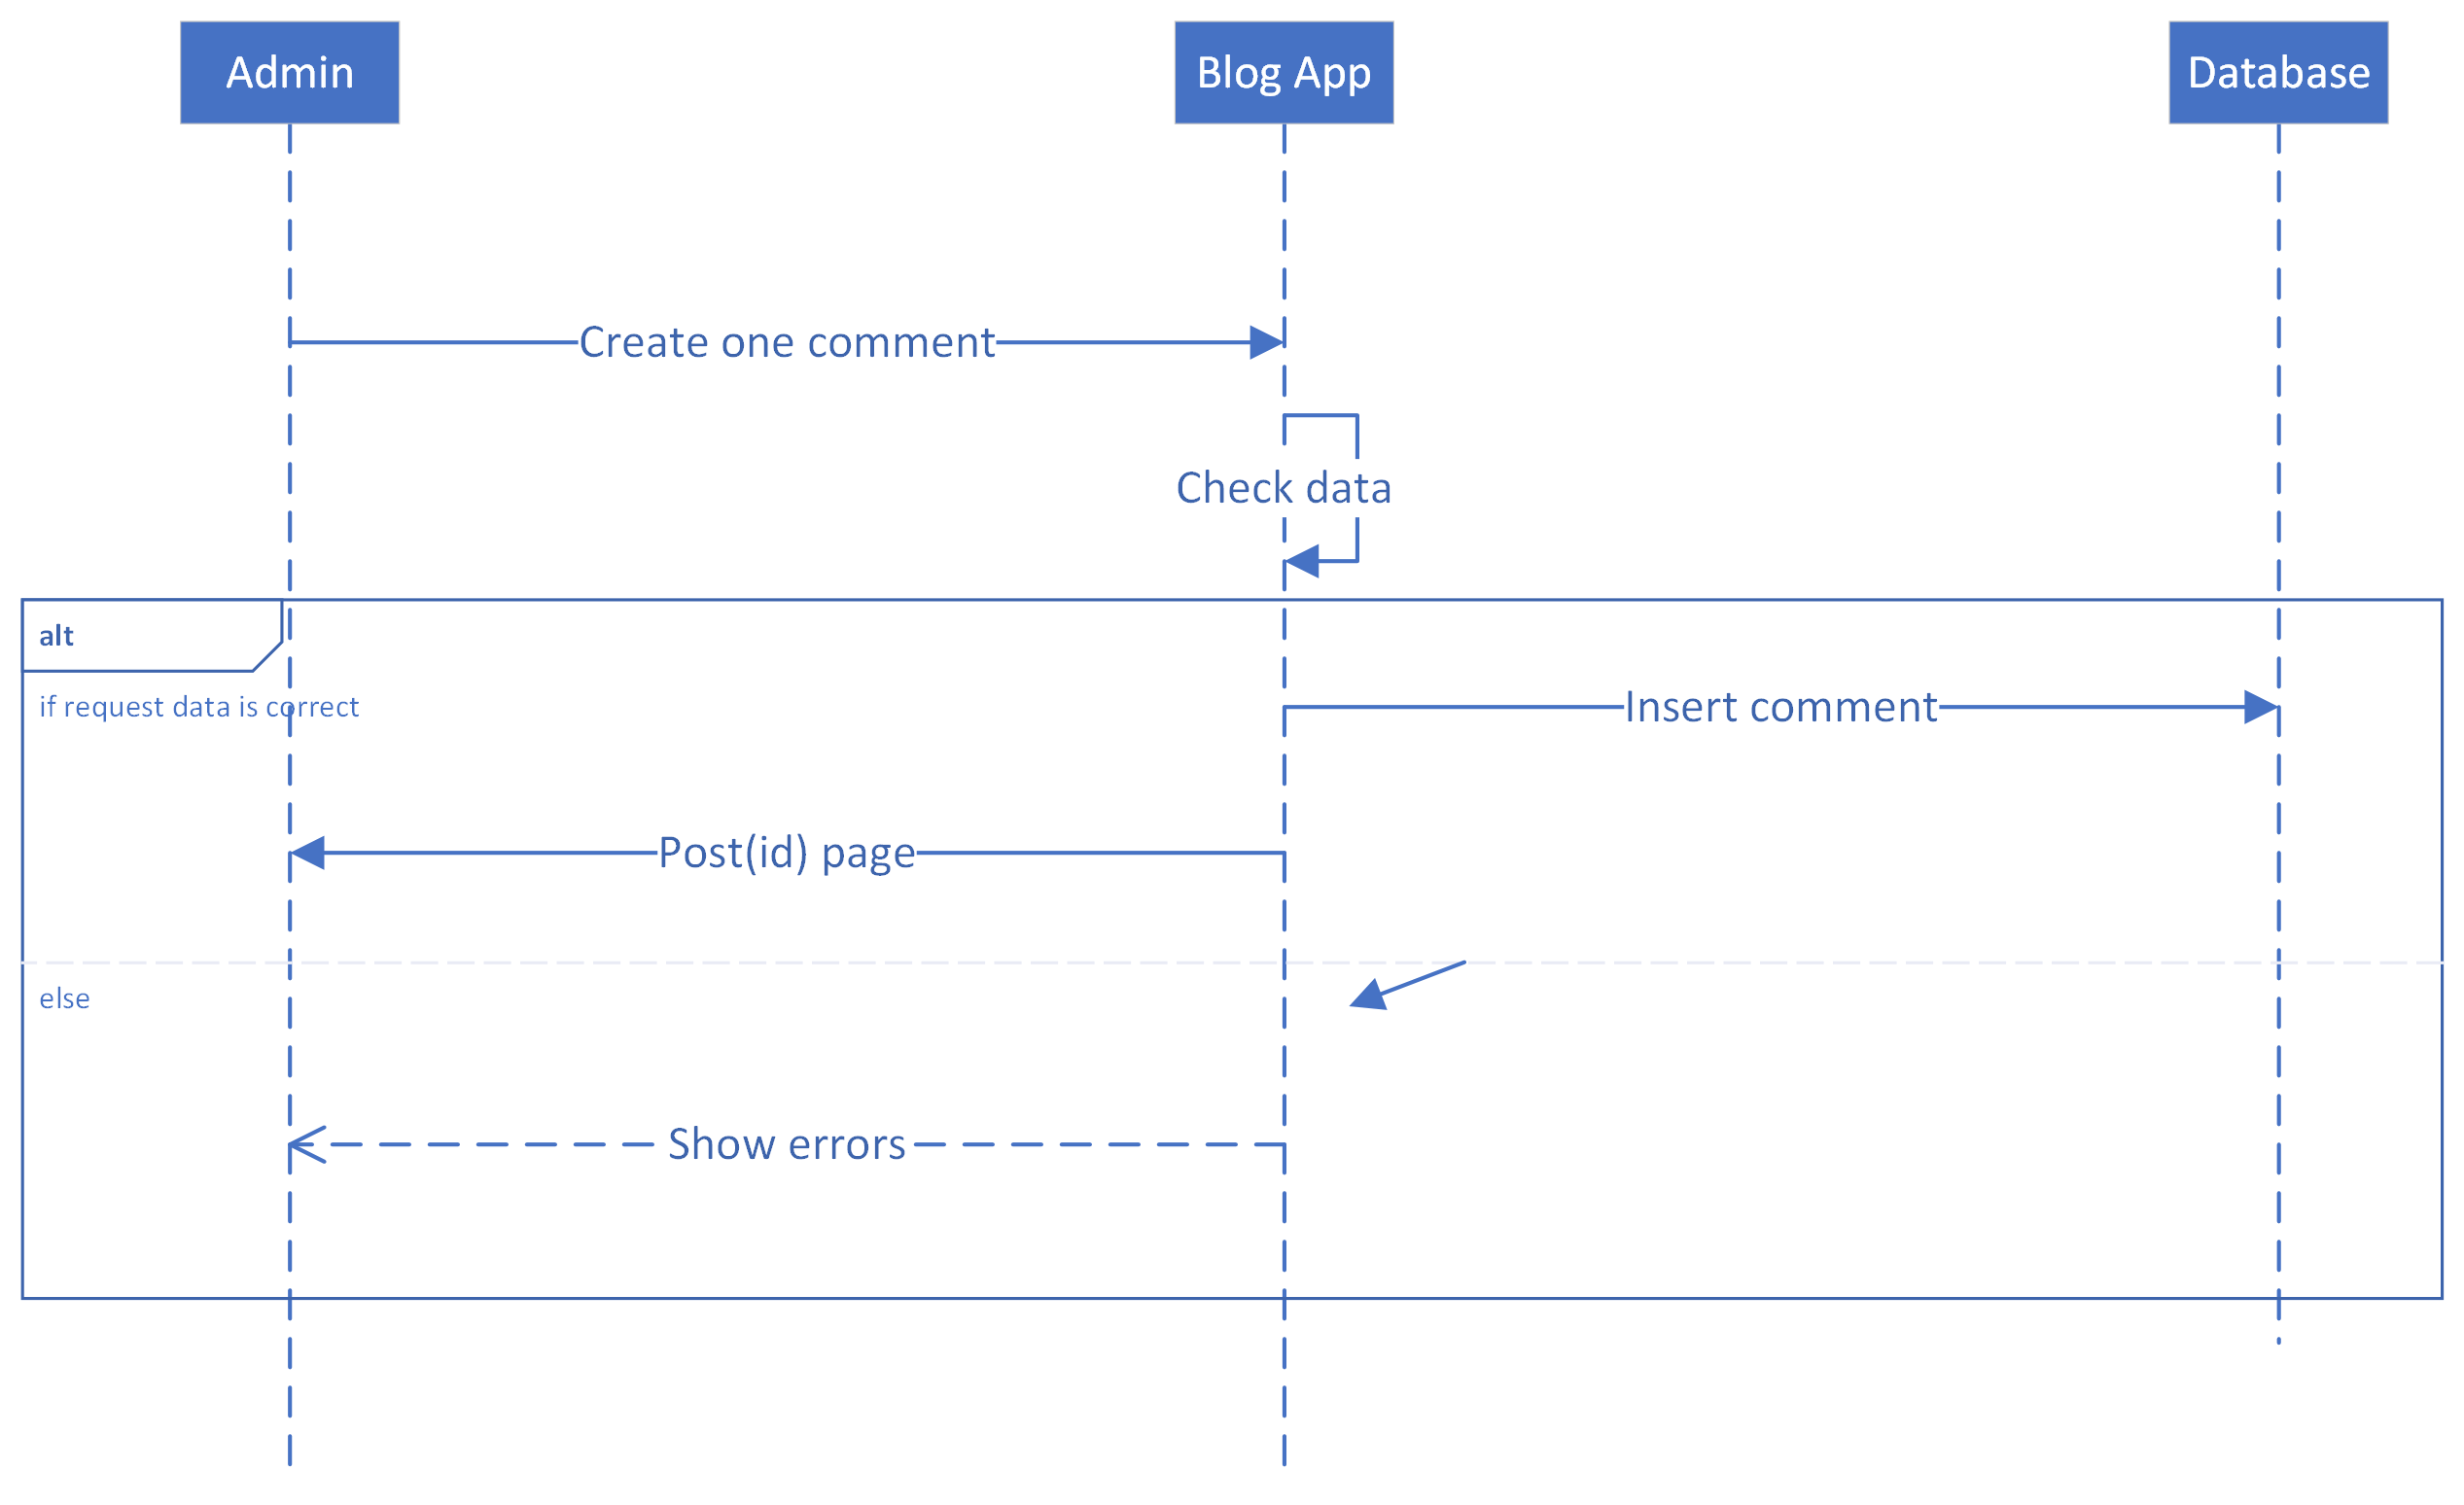 Admin
Blog App
Database
Create one comment
Check data
alt
if request data is correct
Insert comment
Post(id) page
else
Show errors